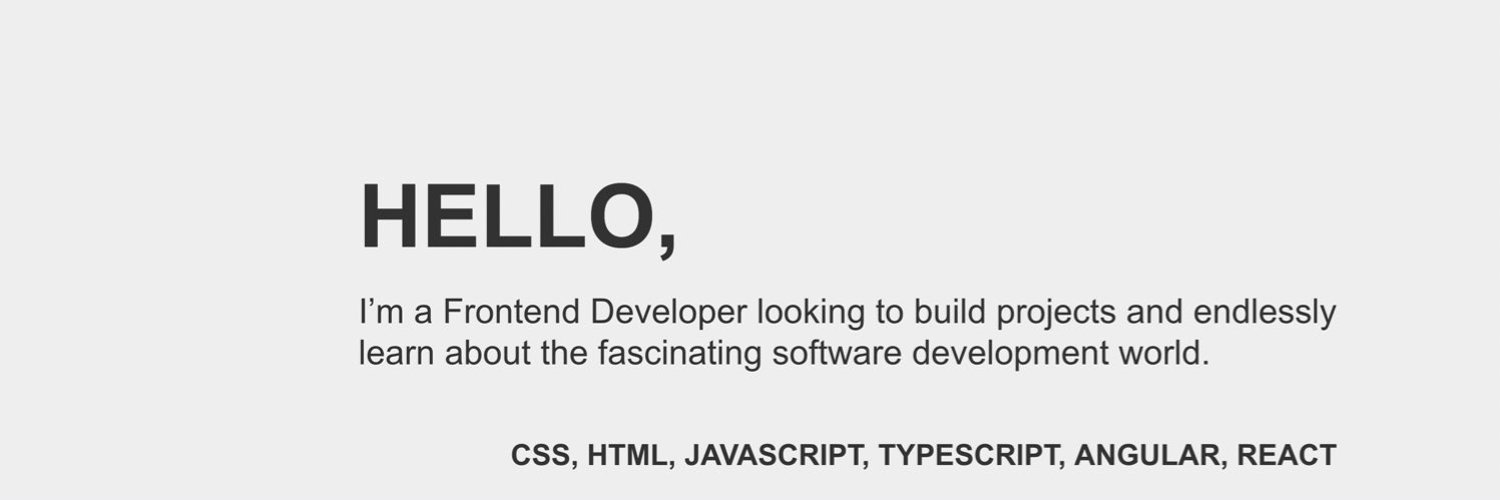 HELLO,
I’m a Frontend Developer looking to build projects and endlessly
learn about the fascinating software development world.
CSS, HTML, JAVASCRIPT, TYPESCRIPT, ANGULAR, REACT